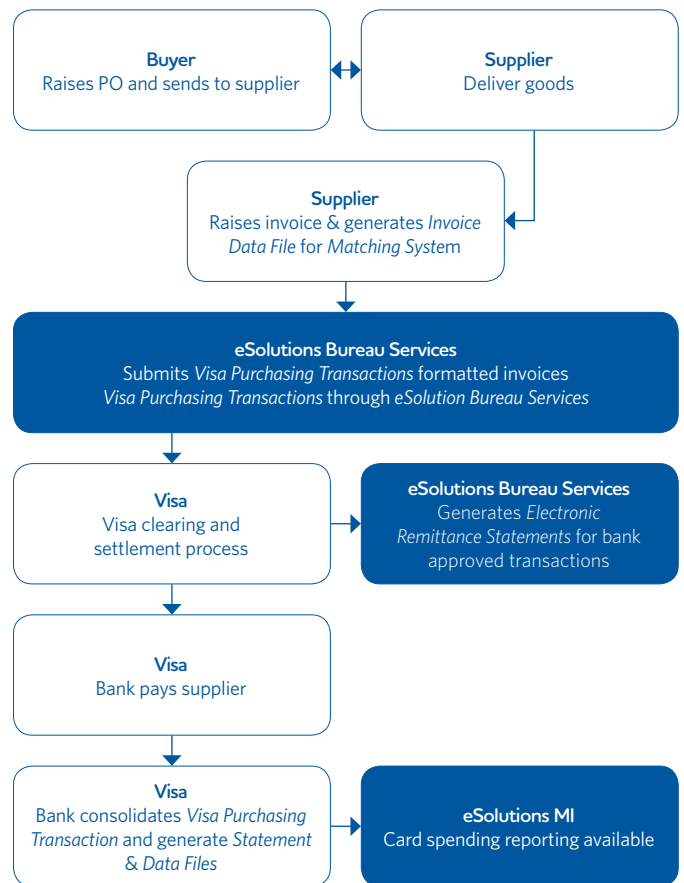 Buyer
Raises PO and sends to supplier
Supplier
Deliver goods
Supplier
Raises invoice & generates Invoice
Data File for Matching System
eSolutions Bureau Services
Submits Visa Purchasing Transactions formatted invoices
Visa Purchasing Transactions through eSolution Bureau Services
Visa
Visa clearing and
settlement process
eSolutions Bureau Services
Generates Electronic
Remittance Statements for bank
approved transactions
Visa
Bank pays supplier
Visa
Bank consolidates Visa Purchasing
Transaction and generate Statement
& Data Files
eSolutions MI
Card spending reporting available